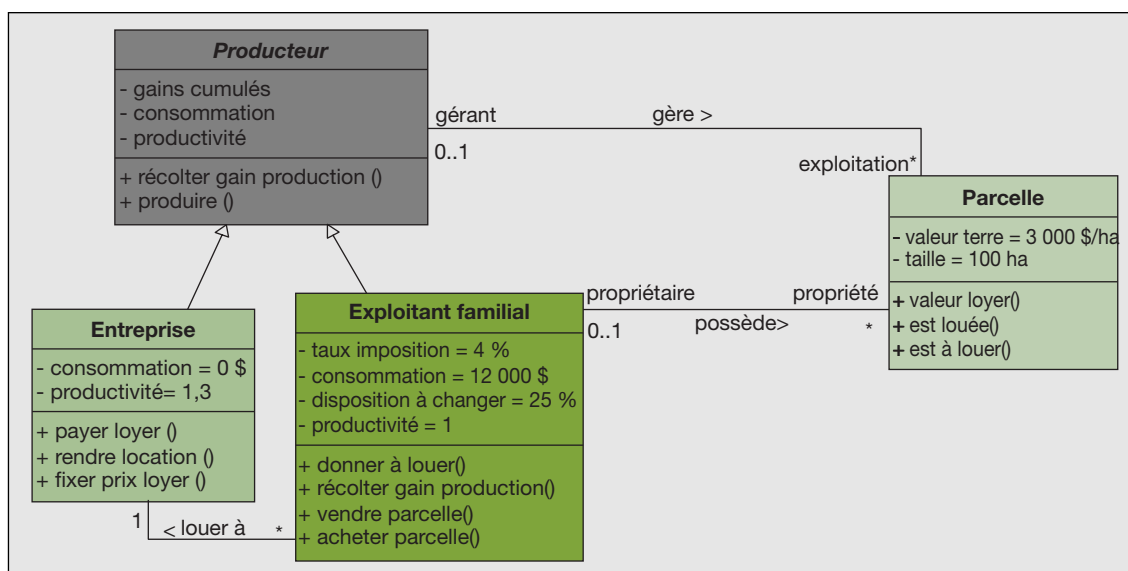 Producteur
- gains cumulés
- consommation
- productivité
+ récolter gain production ()
+ produire ()
gérant
gère >
0..1
exploitation*
Parcelle
- valeur terre = 3 000 $/ha
- taille = 100 ha
+ valeur loyer()
+ est louée()
+ est à louer()
propriétaire
propriété
0..1
possède>
*
Entreprise
- consommation = 0 $
- productivité= 1,3
+ payer loyer ()
+ rendre location ()
+ fixer prix loyer ()
Exploitant familial
- taux imposition = 4 %
- consommation = 12 000 $
- disposition à changer = 25 %
- productivité = 1
+ donner à louer()
+ récolter gain production()
+ vendre parcelle()
+ acheter parcelle()
1
< louer à
*